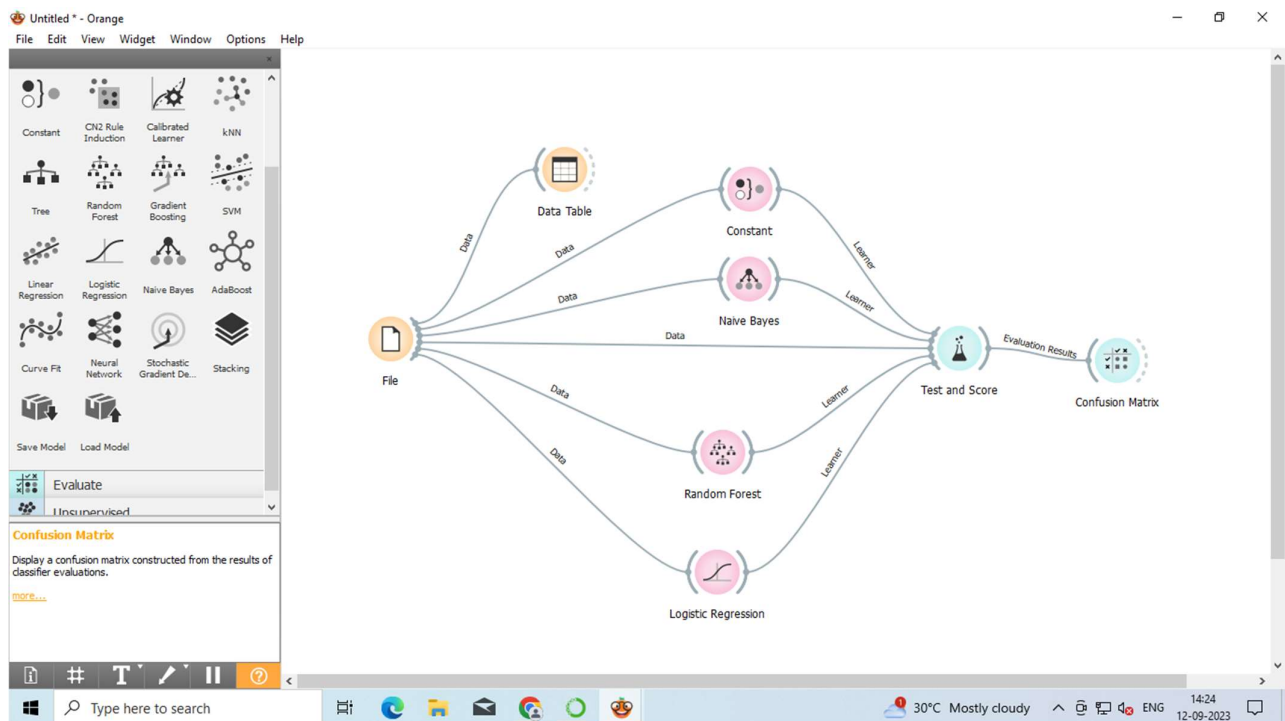 Untitled * - Orange
File Edit View Widget Window Options Help
Constant
CN2 Rule
Induction
Calibrated
Learner
kNN
Tree
Random
Forest
Gradient
Boosting
SVM
Linear
Regression
Logistic
Regression
Naive Bayes
AdaBoost
Curve Fit
Neural
Network
Stochastic
Gradient De...
Stacking
Save Model
Load Model
Evaluate
Unsupervised
Confusion Matrix
Display a confusion matrix constructed from the results of
classifier evaluations.
more...
Data Table
Constant
Naive Bayes
File
Test and Score
Confusion Matrix
Random Forest
Logistic Regression
Data
Data
Data
Data
Data
Data
Learner
Learner
Learner
Learner
Evaluation Results
T
Type here to search
1
30°C Mostly cloudy
ENG
14:24
12-09-2023